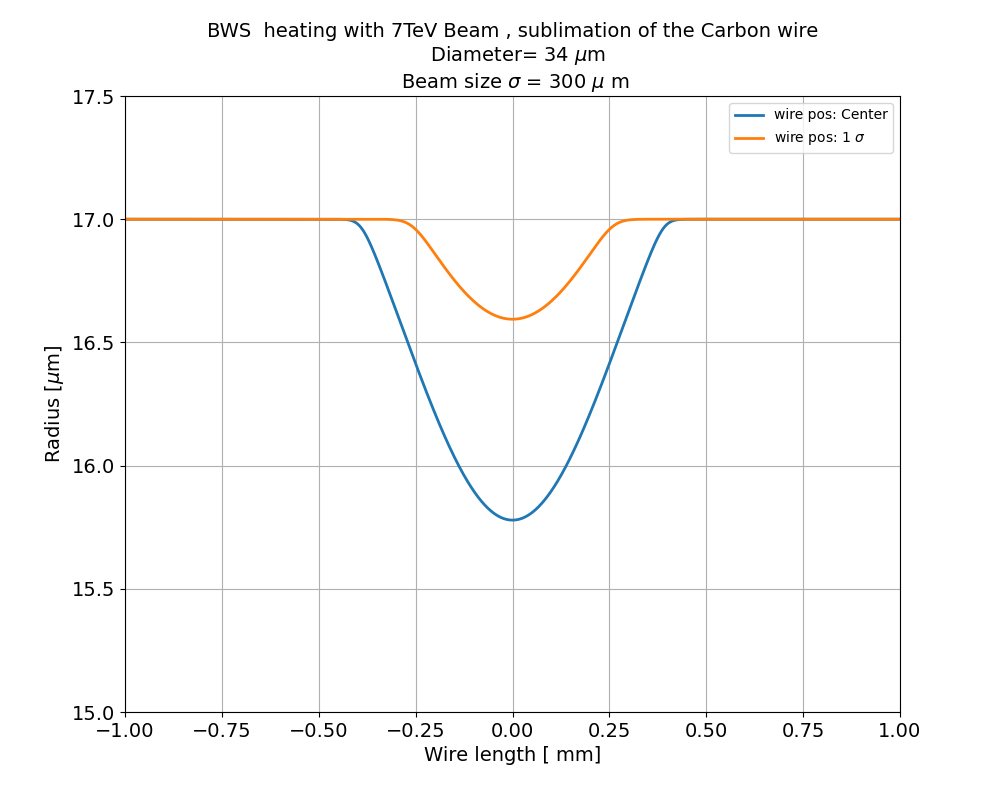 BWS  heating with 7TeV Beam , sublimation of the Carbon wire
Diameter= 34 μm
Beam size σ = 300 μ m
wire pos: Center
wire pos: 1 σ
17.5
17.0
16.5
16.0
15.5
15.0
Radius [μm]
−1.00 −0.75 −0.50 −0.25 0.00 0.25 0.50 0.75 1.00
Wire length [ mm]